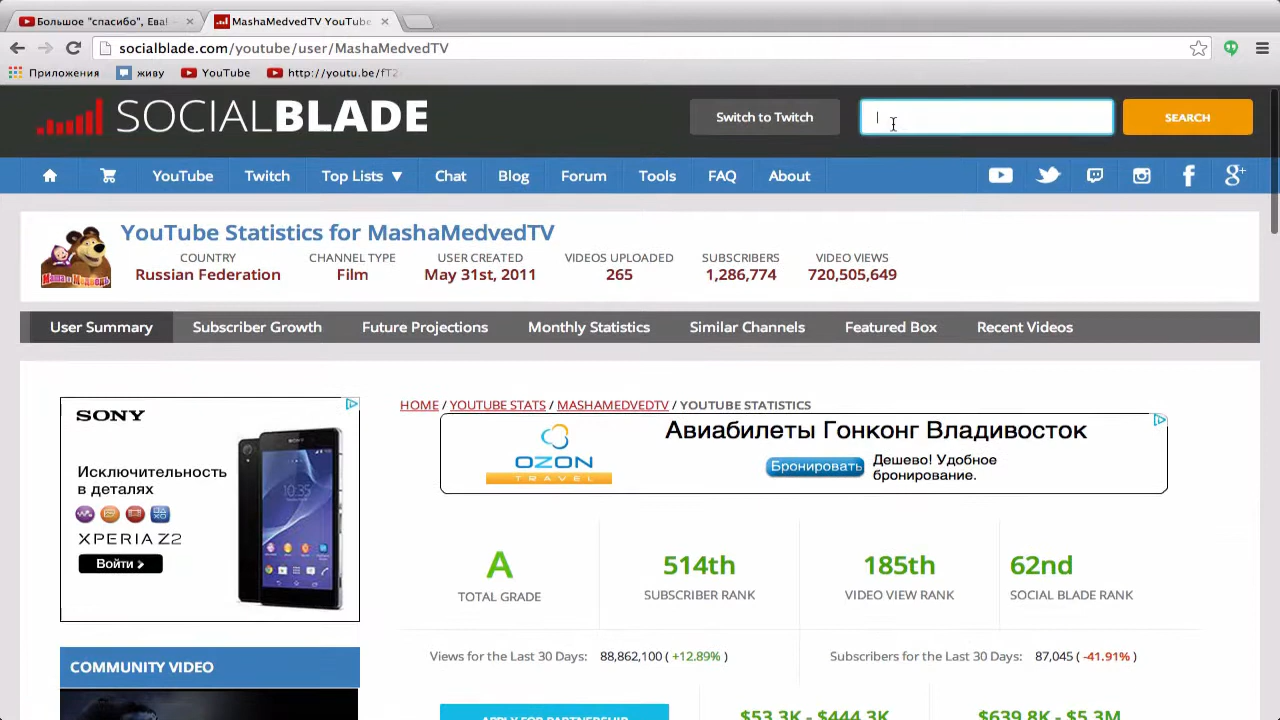 Большое "спасибо", Ева! –
MashaMedvedTV YouTube
socialblade.com/youtube/user/MashaMedvedTV
Приложения живу YouTube http://youtu.be/fT2
SOCIALBLADE
Switch to Twitch
SEARCH
YouTube Twitch Top Lists ▼ Chat Blog Forum Tools FAQ About
YouTube Statistics for MashaMedvedTV
COUNTRY CHANNEL TYPE USER CREATED VIDEOS UPLOADED SUBSCRIBERS VIDEO VIEWS
Russian Federation Film May 31st, 2011 265 1,286,774 720,505,649
Маша и Медведь
User Summary Subscriber Growth Future Projections Monthly Statistics Similar Channels Featured Box Recent Videos
SONY
Исключительность
в деталях
XPERIA Z2
Войти >
HOME / YOUTUBE STATS / MASHAMEDVEDTV / YOUTUBE STATISTICS
OZON
TRAVEL
Авиабилеты Гонконг Владивосток
Бронировать
Дешево! Удобное
бронирование.
A 514th 185th 62nd
TOTAL GRADE SUBSCRIBER RANK VIDEO VIEW RANK SOCIAL BLADE RANK
Views for the Last 30 Days: 88,862,100 ( +12.89% ) Subscribers for the Last 30 Days: 87,045 ( -41.91% )
COMMUNITY VIDEO
APPLY FOR PARTNERSHIP
$53.3K - $444.3K $639.8K - $5.3M